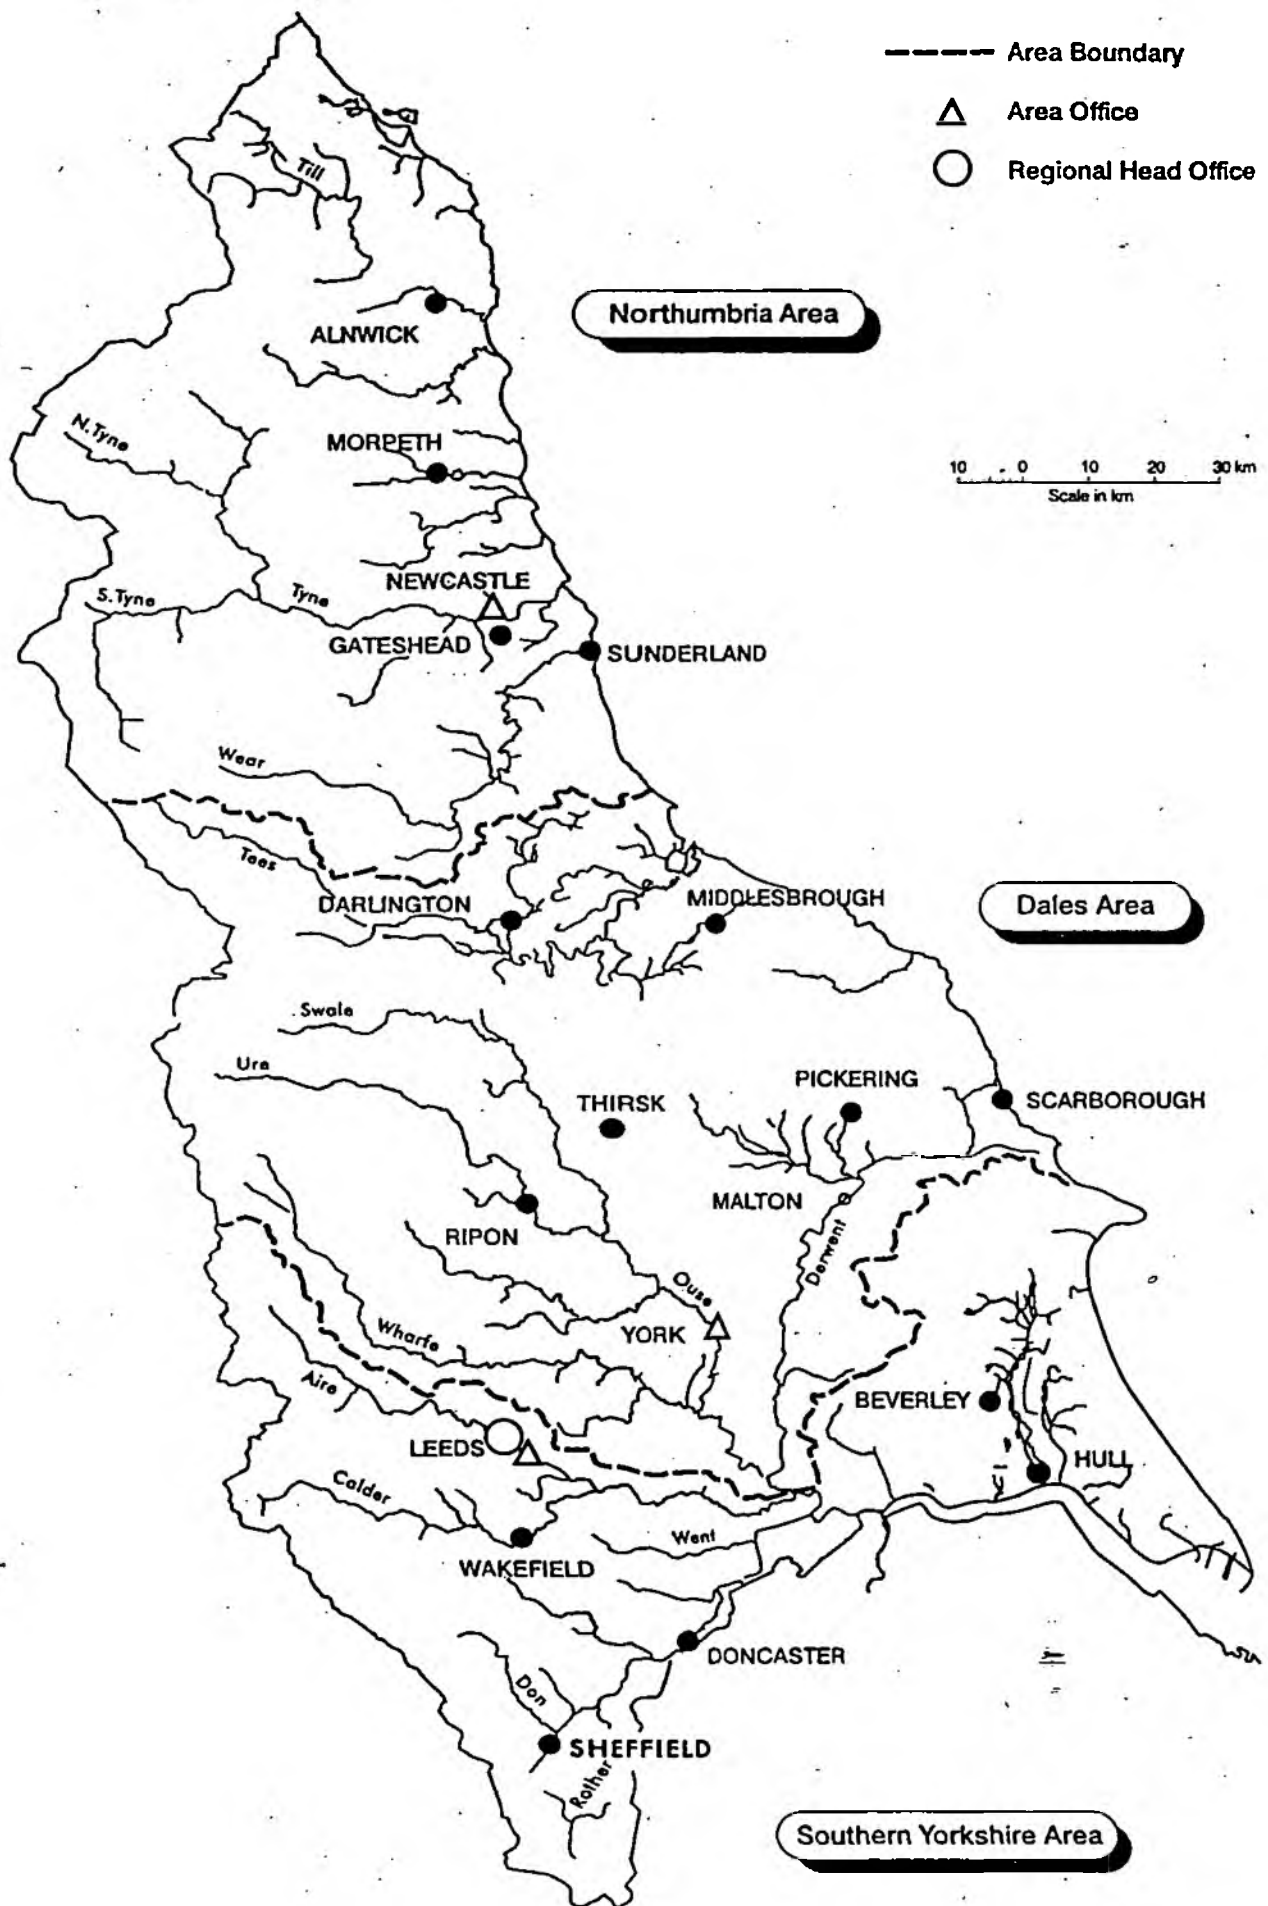 Area Boundary
Area Office
Regional Head Office
Till
Northumbria Area
ALNWICK
N.Tyne
MORPETH
10 0 10 20 30 km
Scale in km
NEWCASTLE
S.Tyne
Tyne
GATESHEAD
SUNDERLAND
Wear
Tees
DARLINGTON
MIDDLESBROUGH
Dales Area
Swale
Ure
PICKERING
THIRSK
SCARBOROUGH
MALTON
RIPON
Derwent
Ouse
YORK
Wharfe
Aire
BEVERLEY
LEEDS
HULL
Calder
Went
WAKEFIELD
DONCASTER
Don
SHEFFIELD
Rother
Southern Yorkshire Area